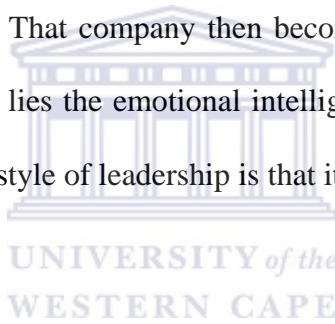 That company then beco
lies the emotional intellig
style of leadership is that it
UNIVERSITY of the
WESTERN CAPE